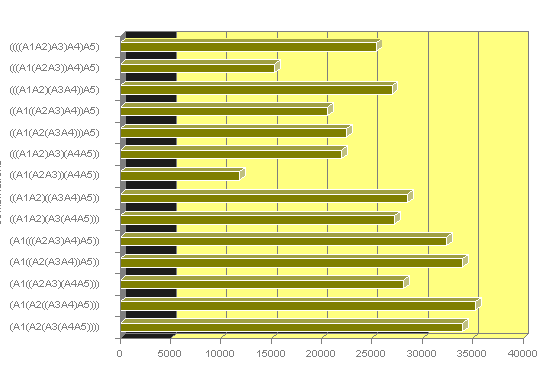 ((((A1A2)A3)A4)A5)
(((A1(A2A3))A4)A5)
(((A1A2)(A3A4))A5)
((A1((A2A3)A4))A5)
((A1(A2(A3A4)))A5)
(((A1A2)A3)(A4A5))
((A1(A2A3))(A4A5))
((A1A2)((A3A4)A5))
((A1A2)(A3(A4A5)))
(A1(((A2A3)A4)A5))
(A1((A2(A3A4))A5))
(A1((A2A3)(A4A5)))
(A1(A2((A3A4)A5)))
(A1(A2(A3(A4A5))))
0 5000 10000 15000 20000 25000 30000 35000 40000